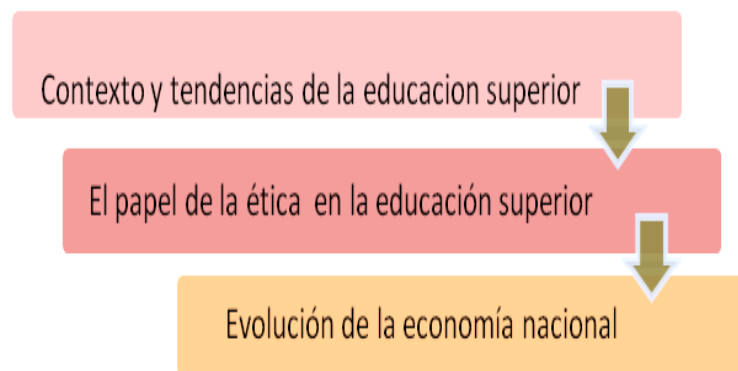 Contexto y tendencias de la educacion superior
El papel de la ética en la educación superior
Evolución de la economía nacional